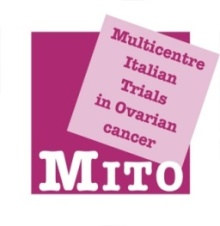 Multicentre
Italian
Trials
in Ovarian
cancer
MITO